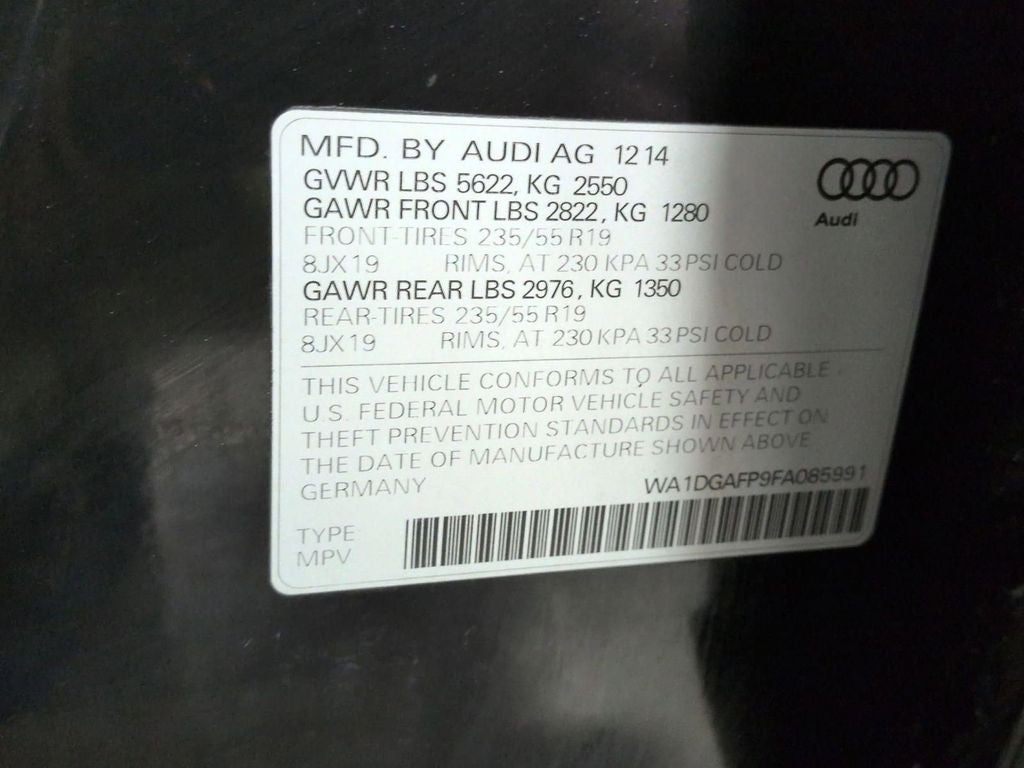 MFD. BY AUDI AG 12 14
GVWR LBS 5622, KG 2550
GAWR FRONT LBS 2822, KG 1280
FRONT-TIRES 235/55 R19
8JX19 RIMS, AT 230 KPA 33 PSI COLD
GAWR REAR LBS 2976, KG 1350
REAR-TIRES 235/55 R19
8JX19 RIMS, AT 230 KPA 33 PSI COLD
Audi
THIS VEHICLE CONFORMS TO ALL APPLICABLE
U.S. FEDERAL MOTOR VEHICLE SAFETY AND
THEFT PREVENTION STANDARDS IN EFFECT ON
THE DATE OF MANUFACTURE SHOWN ABOVE
GERMANY WA1DGAFP9FA085991
TYPE
MPV